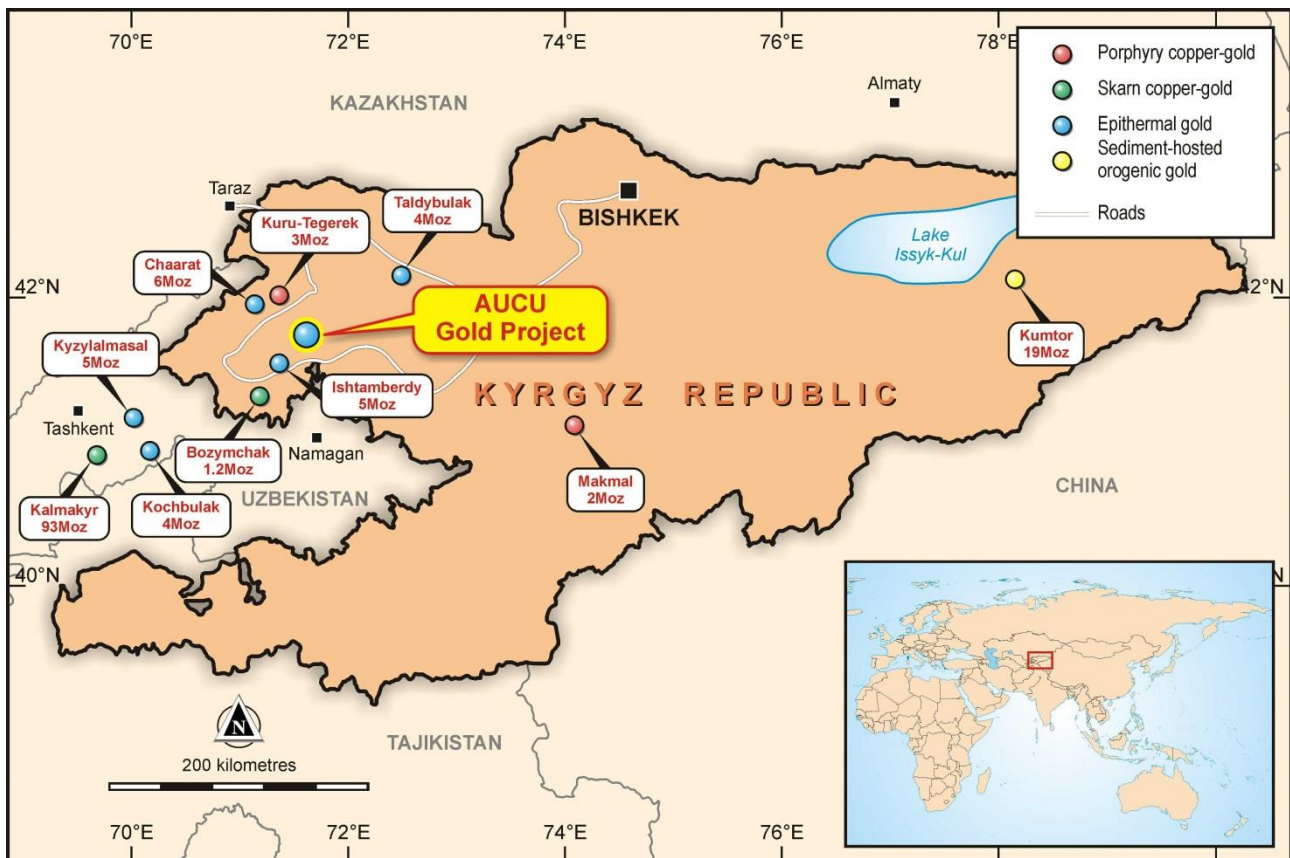 70°E
72°E
74°E
76°E
78°
Porphyry copper-gold
Skarn copper-gold
Epithermal gold
Sediment-hosted
orogenic gold
Roads
KAZAKHSTAN
Almaty
Taraz
Kuru-Tegerek
3Moz
Taldybulak
4Moz
BISHKEK
Lake
Issyk-Kul
Chaarat
6Moz
42°N
42°N
AUCU
Gold Project
Kumtor
19Moz
Kyzylalmasal
5Moz
Ishtamberdy
5Moz
KYRGYZ REPUBLIC
Tashkent
Bozymchak
1.2Moz
Namagan
Makmal
2Moz
Kalmakyr
93Moz
Kochbulak
4Moz
UZBEKISTAN
CHINA
40°N
N
N
TAJIKISTAN
200 kilometres
70°E
72°E
74°E
76°E